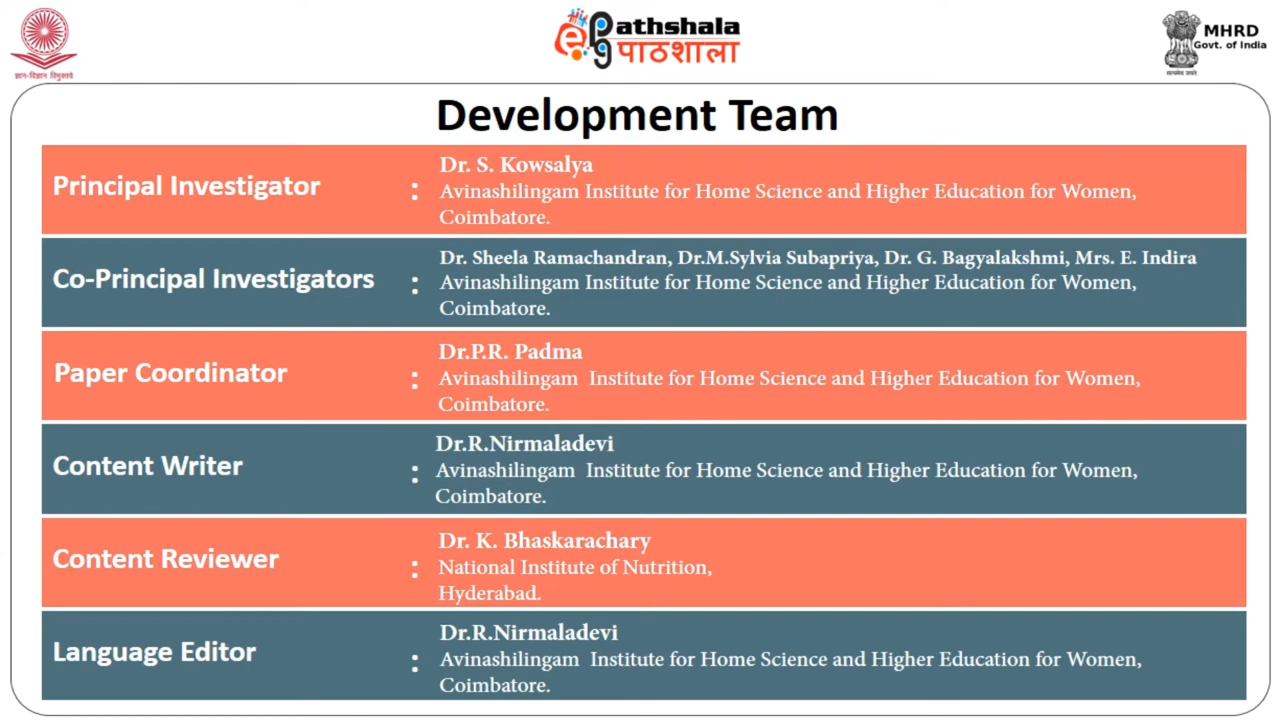 ज्ञान-विज्ञान विमुक्तये
ePG Pathshala
पाठशाला
MHRD
Govt. of India
सत्यमेव जयते
Development Team
Principal Investigator
:
Dr. S. Kowsalya
Avinashilingam Institute for Home Science and Higher Education for Women,
Coimbatore.
Co-Principal Investigators
:
Dr. Sheela Ramachandran, Dr.M.Sylvia Subapriya, Dr. G. Bagyalakshmi, Mrs. E. Indira
Avinashilingam Institute for Home Science and Higher Education for Women,
Coimbatore.
Paper Coordinator
:
Dr.P.R. Padma
Avinashilingam Institute for Home Science and Higher Education for Women,
Coimbatore.
Content Writer
:
Dr.R.Nirmaladevi
Avinashilingam Institute for Home Science and Higher Education for Women,
Coimbatore.
Content Reviewer
:
Dr. K. Bhaskarachary
National Institute of Nutrition,
Hyderabad.
Language Editor
:
Dr.R.Nirmaladevi
Avinashilingam Institute for Home Science and Higher Education for Women,
Coimbatore.